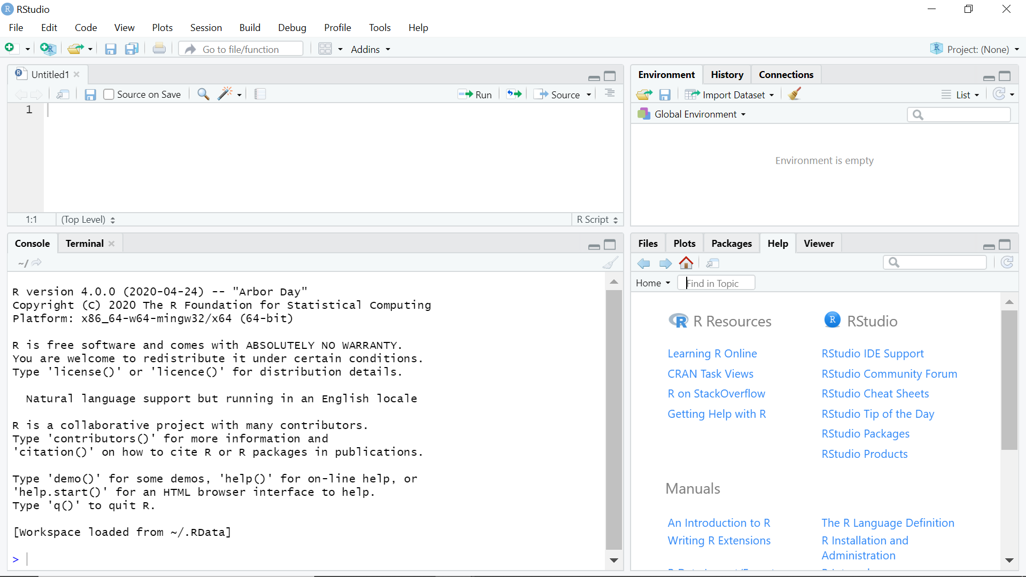 RStudio
File Edit Code View Plots Session Build Debug Profile Tools Help
Go to file/function Addins Project: (None)
Untitled1
Source on Save Run Source
1
1:1 (Top Level) R Script
Console Terminal
~/
R version 4.0.0 (2020-04-24) -- "Arbor Day"
Copyright (C) 2020 The R Foundation for Statistical Computing
Platform: x86_64-w64-mingw32/x64 (64-bit)
R is free software and comes with ABSOLUTELY NO WARRANTY.
You are welcome to redistribute it under certain conditions.
Type 'license()' or 'licence()' for distribution details.
Natural language support but running in an English locale
R is a collaborative project with many contributors.
Type 'contributors()' for more information and
'citation()' on how to cite R or R packages in publications.
Type 'demo()' for some demos, 'help()' for on-line help, or
'help.start()' for an HTML browser interface to help.
Type 'q()' to quit R.
[Workspace loaded from ~/.RData]
>
Environment History Connections
Import Dataset List
Global Environment
Environment is empty
Files Plots Packages Help Viewer
Home Find in Topic
R Resources
Learning R Online
CRAN Task Views
R on StackOverflow
Getting Help with R
RStudio
RStudio IDE Support
RStudio Community Forum
RStudio Cheat Sheets
RStudio Tip of the Day
RStudio Packages
RStudio Products
Manuals
An Introduction to R
Writing R Extensions
The R Language Definition
R Installation and
Administration